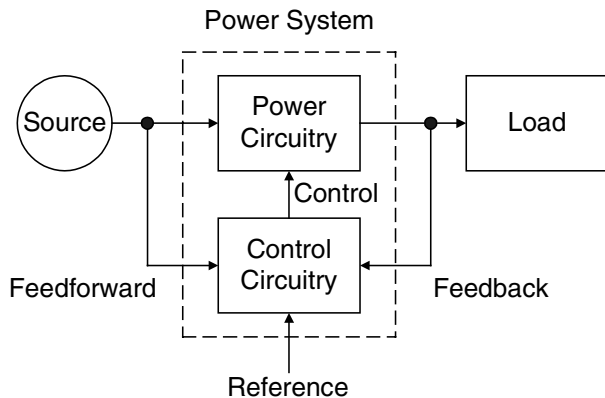 Power System
Source
Power
Circuitry
Load
Control
Control
Circuitry
Feedforward
Feedback
Reference